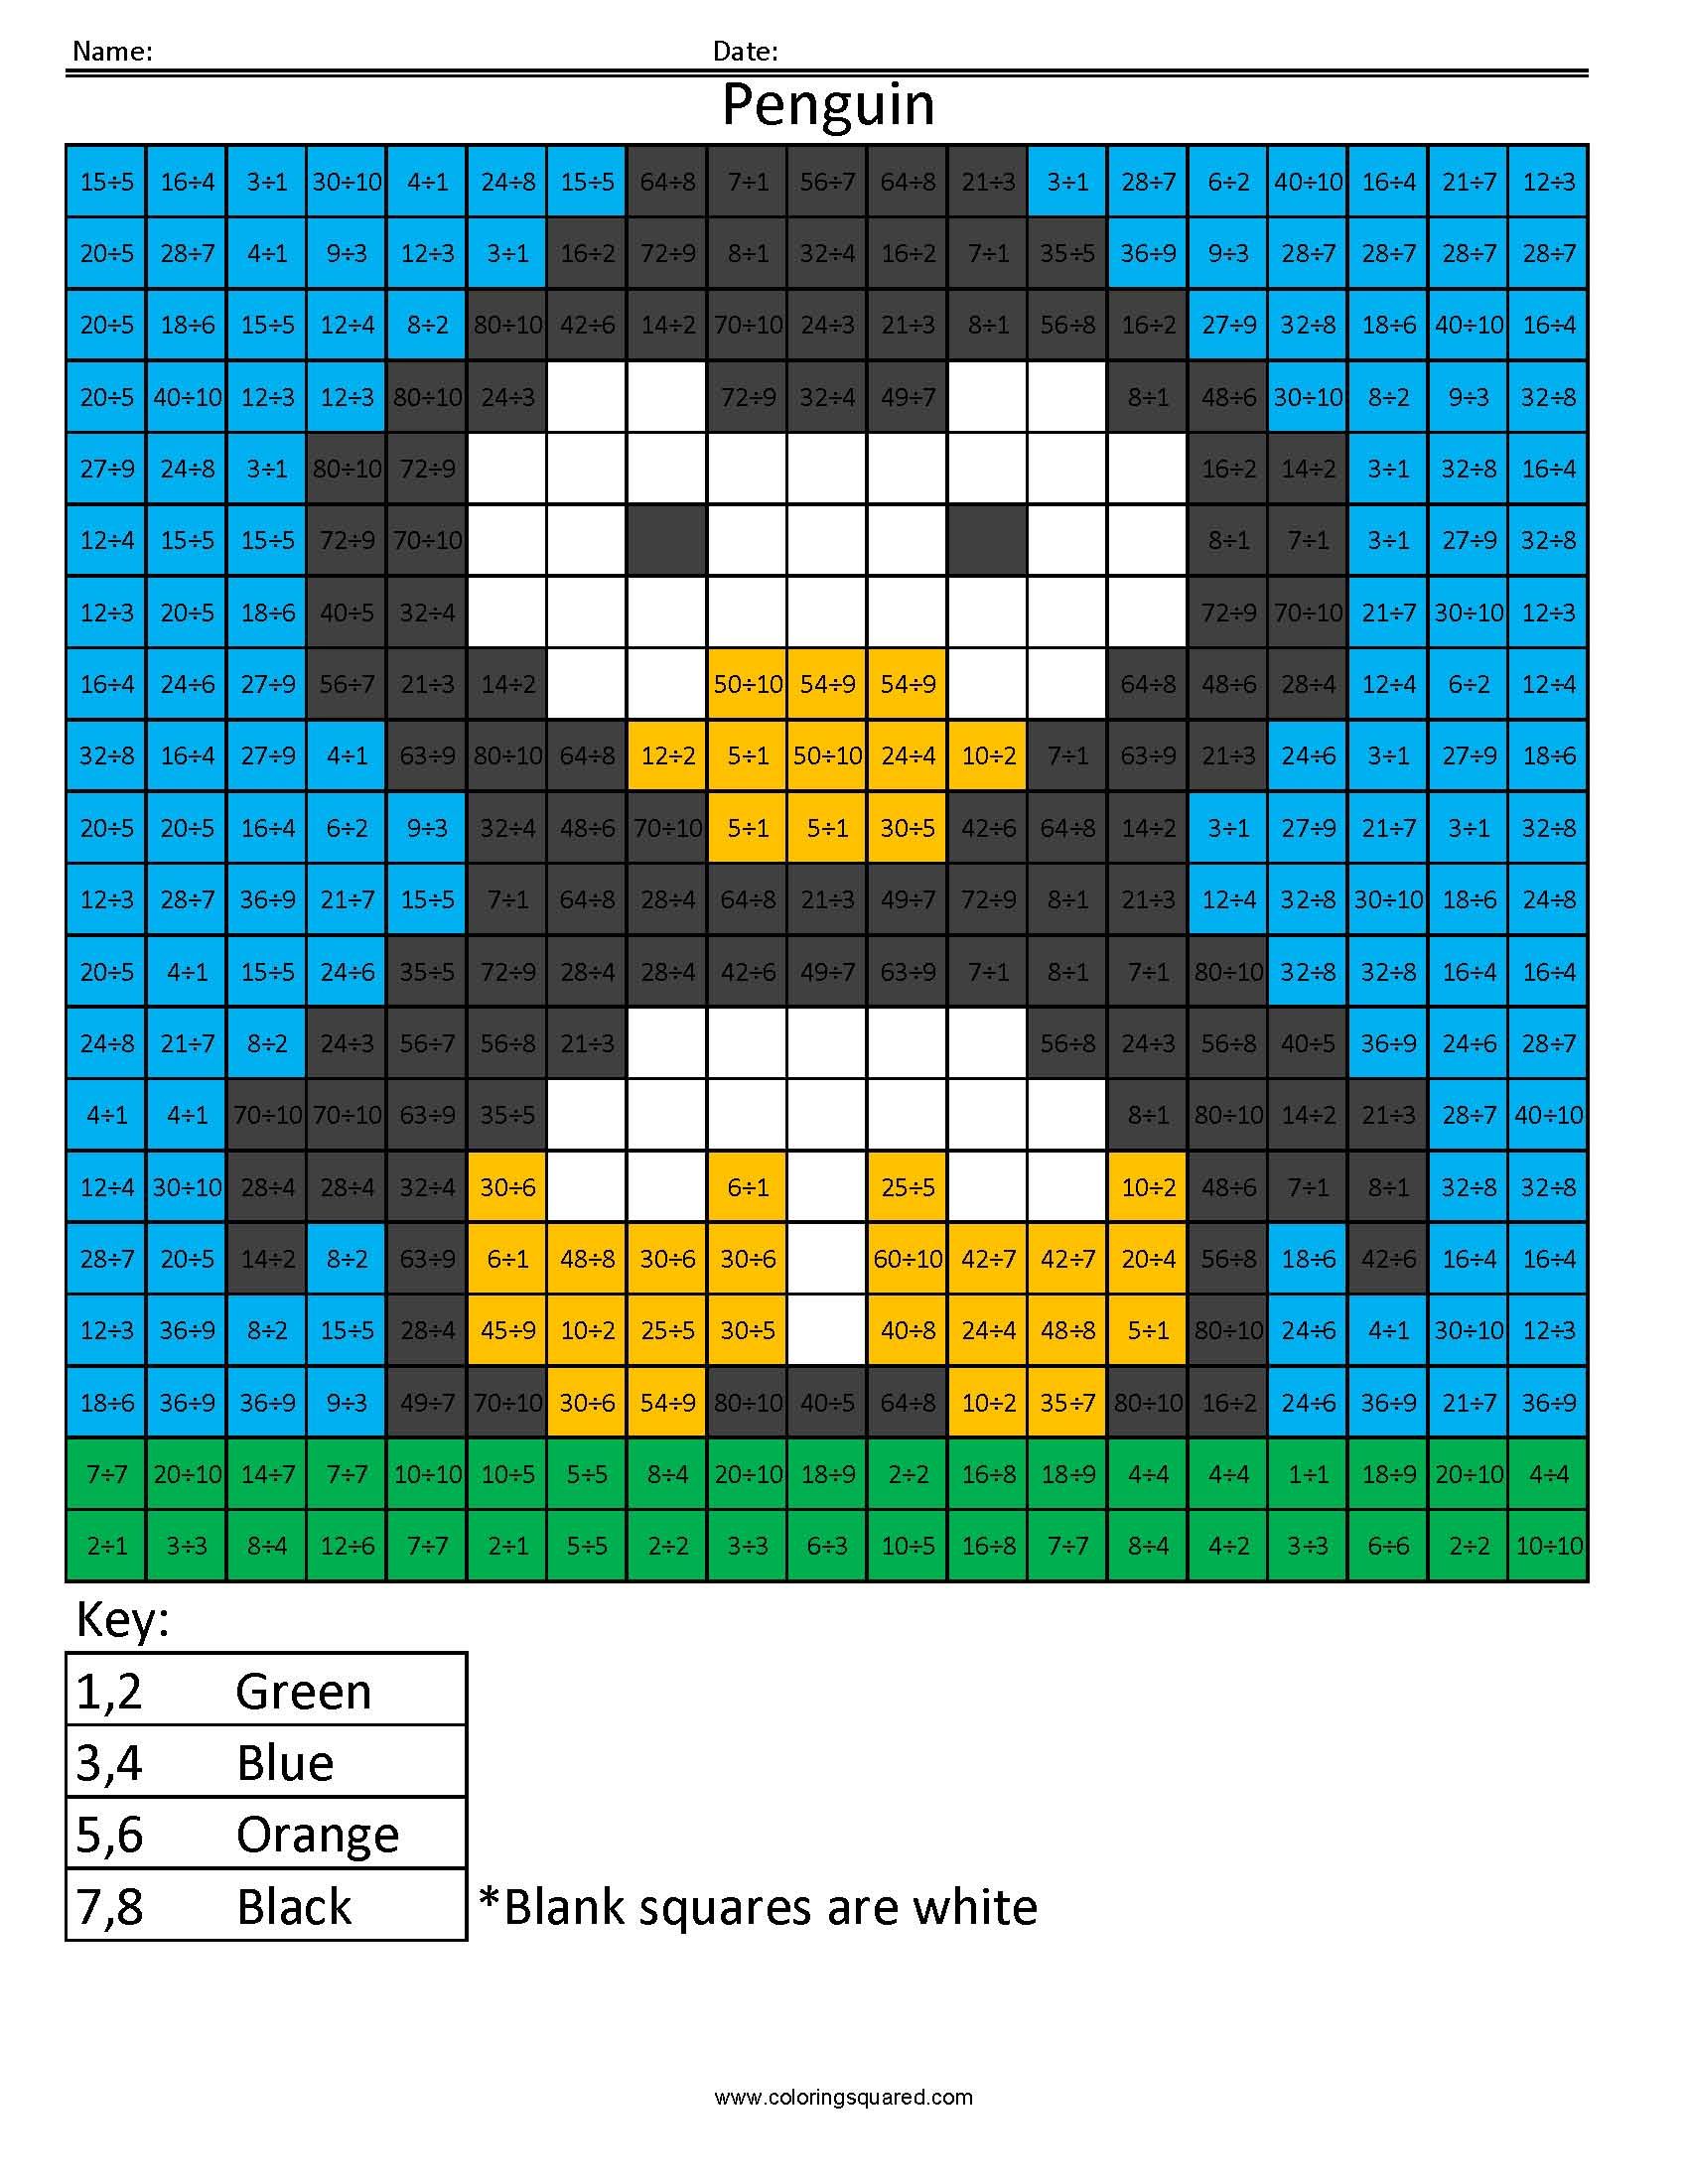 Name: Date:
Penguin
15÷5 16÷4 3÷1 30÷10 4÷1 24÷8 15÷5 64÷8 7÷1 56÷7 64÷8 21÷3 3÷1 28÷7 6÷2 40÷10 16÷4 21÷7 12÷3
20÷5 28÷7 4÷1 9÷3 12÷3 3÷1 16÷2 72÷9 8÷1 32÷4 16÷2 7÷1 35÷5 36÷9 9÷3 28÷7 28÷7 28÷7 28÷7
20÷5 18÷6 15÷5 12÷4 8÷2 80÷10 42÷6 14÷2 70÷10 24÷3 21÷3 8÷1 56÷8 16÷2 27÷9 32÷8 18÷6 40÷10 16÷4
20÷5 40÷10 12÷3 12÷3 80÷10 24÷3 72÷9 32÷4 49÷7 8÷1 48÷6 30÷10 8÷2 9÷3 32÷8
27÷9 24÷8 3÷1 80÷10 72÷9 16÷2 14÷2 3÷1 32÷8 16÷4
12÷4 15÷5 15÷5 72÷9 70÷10 8÷1 7÷1 3÷1 27÷9 32÷8
12÷3 20÷5 18÷6 40÷5 32÷4 72÷9 70÷10 21÷7 30÷10 12÷3
16÷4 24÷6 27÷9 56÷7 21÷3 14÷2 50÷10 54÷9 54÷9 64÷8 48÷6 28÷4 12÷4 6÷2 12÷4
32÷8 16÷4 27÷9 4÷1 63÷9 80÷10 64÷8 12÷2 5÷1 50÷10 24÷4 10÷2 7÷1 63÷9 21÷3 24÷6 3÷1 27÷9 18÷6
20÷5 20÷5 16÷4 6÷2 9÷3 32÷4 48÷6 70÷10 5÷1 5÷1 30÷5 42÷6 64÷8 14÷2 3÷1 27÷9 21÷7 3÷1 32÷8
12÷3 28÷7 36÷9 21÷7 15÷5 7÷1 64÷8 28÷4 64÷8 21÷3 49÷7 72÷9 8÷1 21÷3 12÷4 32÷8 30÷10 18÷6 24÷8
20÷5 4÷1 15÷5 24÷6 35÷5 72÷9 28÷4 28÷4 42÷6 49÷7 63÷9 7÷1 8÷1 7÷1 80÷10 32÷8 32÷8 16÷4 16÷4
24÷8 21÷7 8÷2 24÷3 56÷7 56÷8 21÷3 56÷8 24÷3 56÷8 40÷5 36÷9 24÷6 28÷7
4÷1 4÷1 70÷10 70÷10 63÷9 35÷5 8÷1 80÷10 14÷2 21÷3 28÷7 40÷10
12÷4 30÷10 28÷4 28÷4 32÷4 30÷6 6÷1 25÷5 10÷2 48÷6 7÷1 8÷1 32÷8 32÷8
28÷7 20÷5 14÷2 8÷2 63÷9 6÷1 48÷8 30÷6 30÷6 60÷10 42÷7 42÷7 20÷4 56÷8 18÷6 42÷6 16÷4 16÷4
12÷3 36÷9 8÷2 15÷5 28÷4 45÷9 10÷2 25÷5 30÷5 40÷8 24÷4 48÷8 5÷1 80÷10 24÷6 4÷1 30÷10 12÷3
18÷6 36÷9 36÷9 9÷3 49÷7 70÷10 30÷6 54÷9 80÷10 40÷5 64÷8 10÷2 35÷7 80÷10 16÷2 24÷6 36÷9 21÷7 36÷9
7÷7 20÷10 14÷7 7÷7 10÷10 10÷5 5÷5 8÷4 20÷10 18÷9 2÷2 16÷8 18÷9 4÷4 4÷4 1÷1 18÷9 20÷10 4÷4
2÷1 3÷3 8÷4 12÷6 7÷7 2÷1 5÷5 2÷2 3÷3 6÷3 10÷5 16÷8 7÷7 8÷4 4÷2 3÷3 6÷6 2÷2 10÷10
Key:
1,2 Green
3,4 Blue
5,6 Orange
7,8 Black *Blank squares are white
www.coloringsquared.com